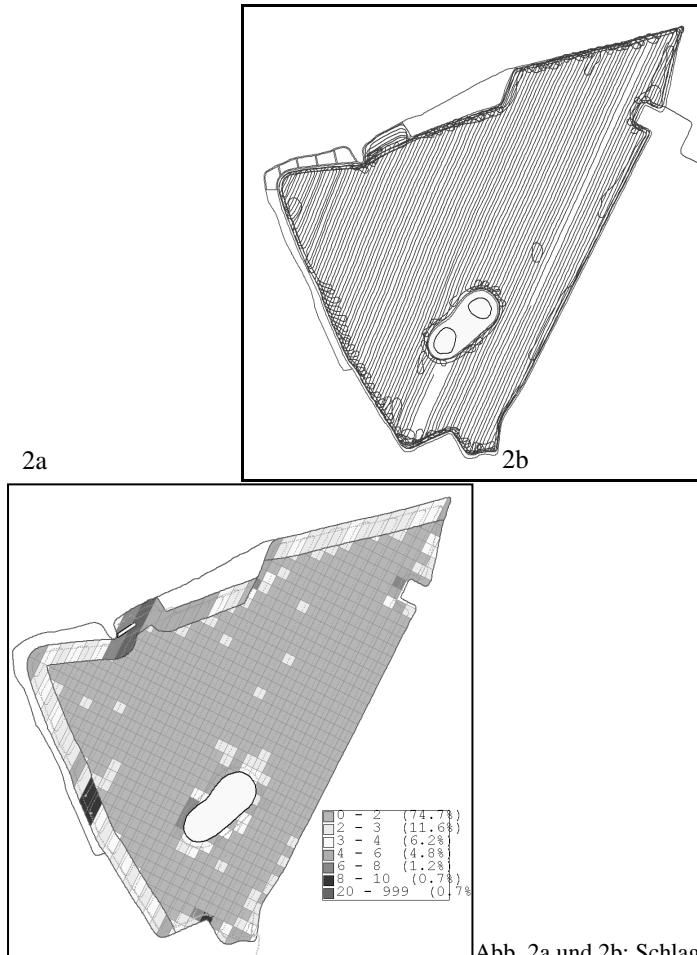 2a
2b
0 - 2 (74.7%)
2 - 3 (11.6%)
3 - 4 (6.2%)
4 - 6 (4.8%)
6 - 8 (1.2%)
8 - 10 (0.7%)
20 - 999 (0.7%
Abb. 2a und 2b: Schlag